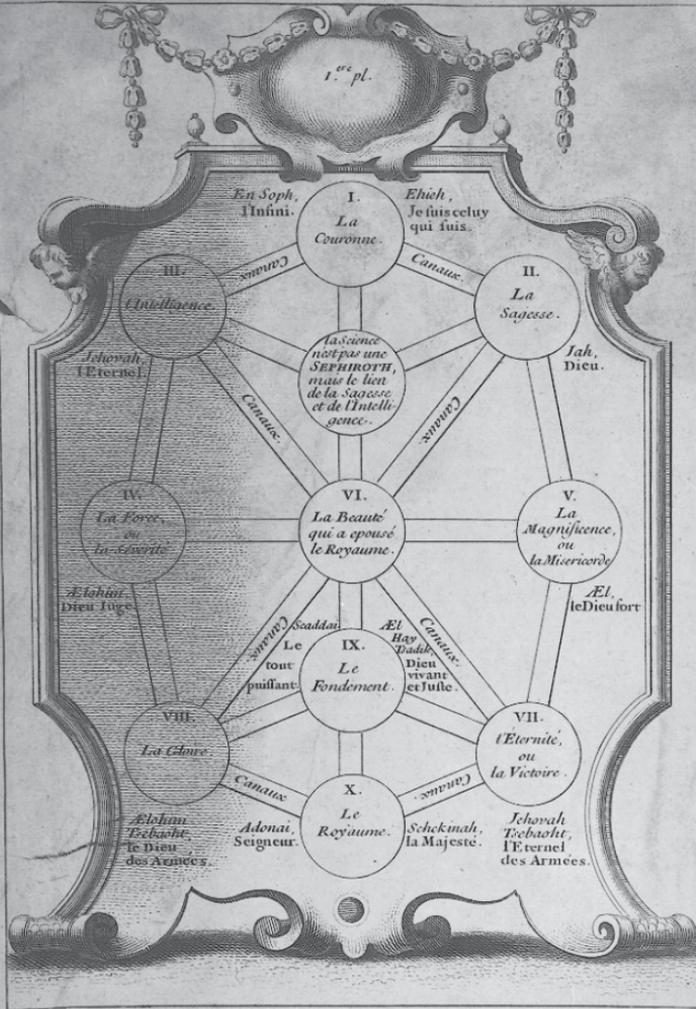 I.ere pl.
En Soph,
l'Infini.
I.
La
Couronne.
Ehieh,
Je suis celuy
qui suis.
Canaux
Canaux.
III.
l'Intelligence.
II.
La
Sagesse.
la Science
n'est pas une
SEPHIROTH,
mais le lien
de la Sagesse
et de l'Intelli-
gence.
Jehovah,
l'Eternel.
Jah,
Dieu.
Canaux.
Canaux.
IV.
La Force,
ou
la Sévérité
VI.
La Beauté
qui a epousé
le Royaume.
V.
La
Magnificence,
ou
la Misericorde
Ælohim,
Dieu Juge.
Æl,
le Dieu fort
Canaux
Scaddai
Le
tout
puissant.
Æl
Hay
Tsadik,
Dieu
vivant
et Juste.
Canaux.
IX.
Le
Fondement.
VIII.
La Gloire.
VII.
l'Eternité,
ou
la Victoire.
Canaux
Canaux
X.
Le
Royaume.
Ælohim
Tsebaoht,
le Dieu
des Armées.
Adonai,
Seigneur.
Schekinah,
la Majesté.
Jehovah
Tsebaoht,
l'Eternel
des Armées.